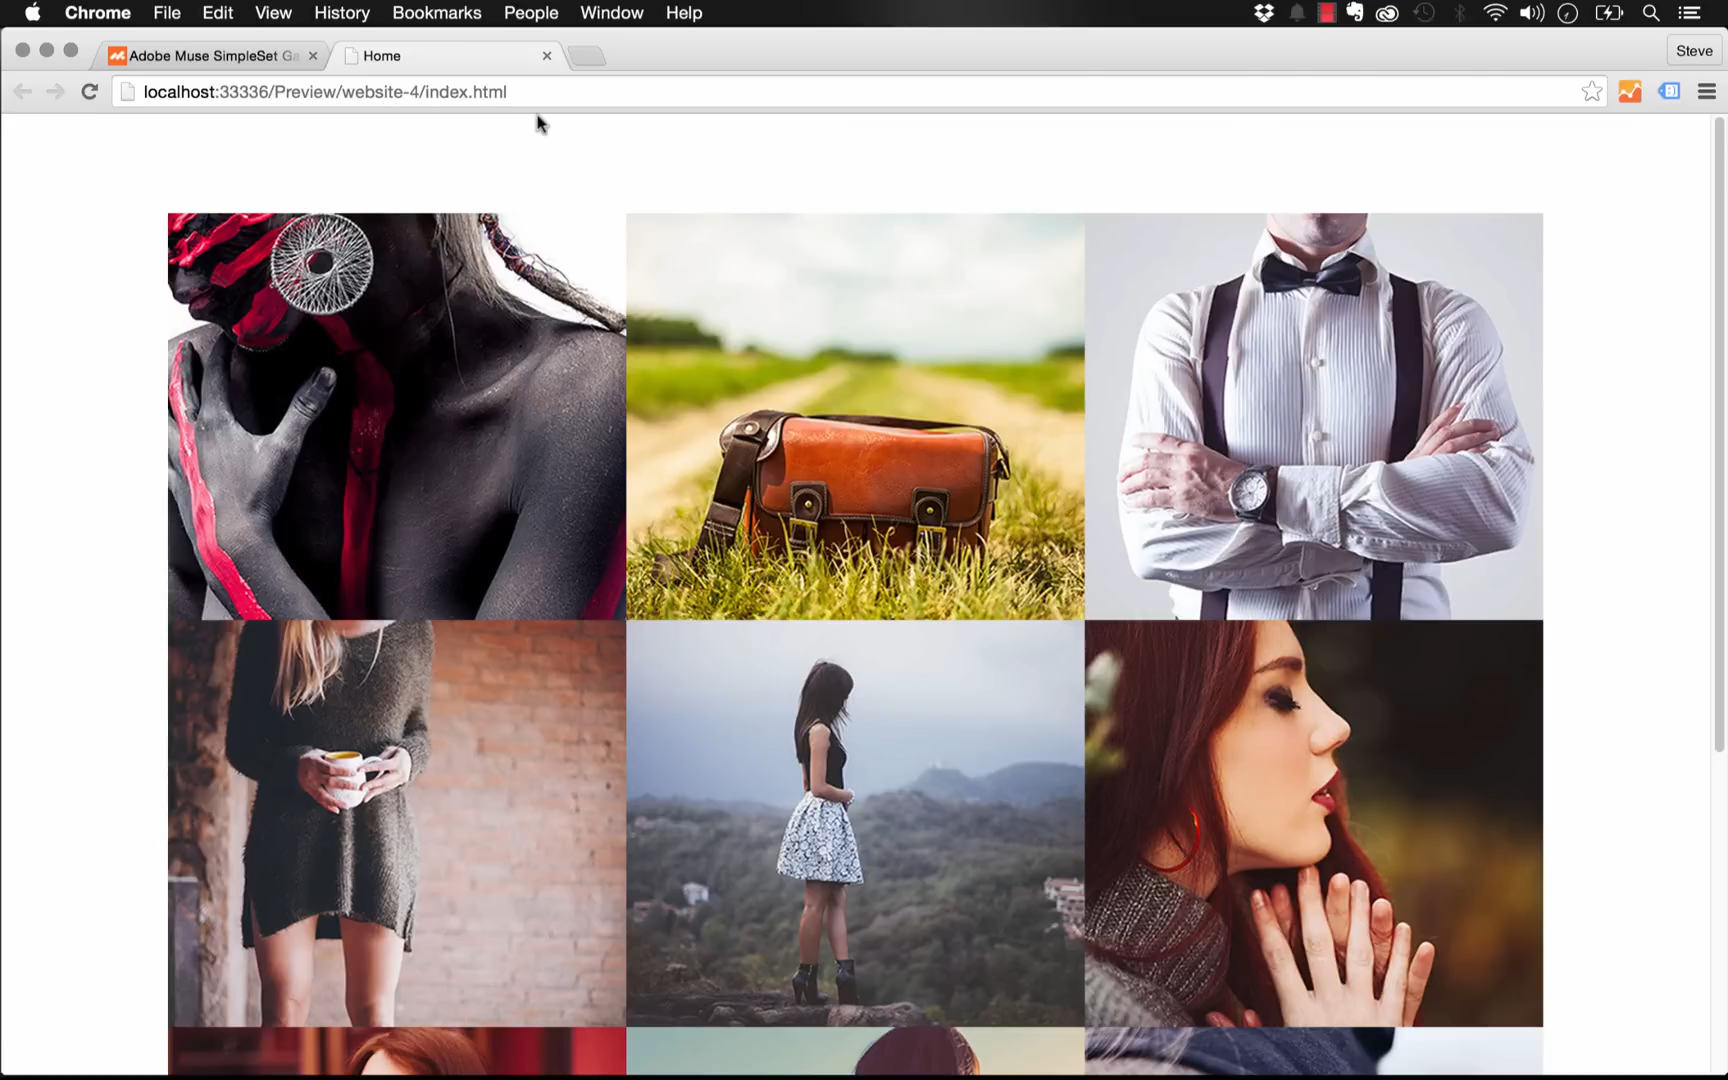 Chrome File Edit View History Bookmarks People Window Help
Adobe Muse SimpleSet Ga
Home
Steve
localhost:33336/Preview/website-4/index.html